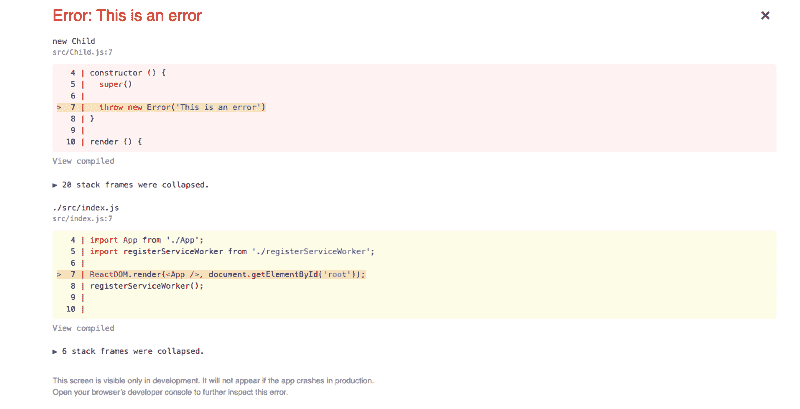 Error: This is an error
×
new Child
src/Child.js:7
4 | constructor () {
5 |   super()
6 |
> 7 |   throw new Error('This is an error')
8 | }
9 |
10 | render () {
View compiled
▶ 20 stack frames were collapsed.
./src/index.js
src/index.js:7
4 | import App from './App';
5 | import registerServiceWorker from './registerServiceWorker';
6 |
> 7 | ReactDOM.render(<App />, document.getElementById('root'));
8 | registerServiceWorker();
9 |
10 |
View compiled
▶ 6 stack frames were collapsed.
This screen is visible only in development. It will not appear if the app crashes in production.
Open your browser's developer console to further inspect this error.